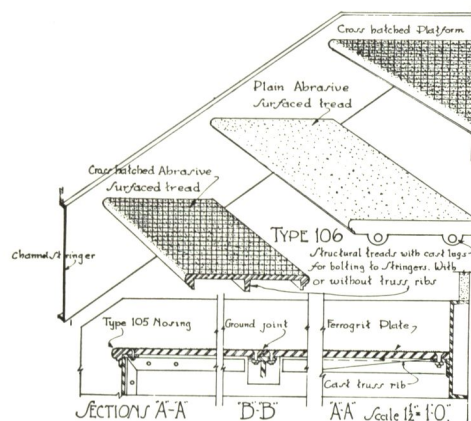 Cross hatched Platform
Plain Abrasive
surfaced tread
Cross hatched Abrasive
surfaced tread
TYPE 106
Channel stringer
Structural treads with cast lugs
for bolting to Stringers. With
or without truss ribs
Type 105 Nosing
Ground joint
Ferrogrit Plate
Cast truss rib
SECTIONS "A-A" "B-B" "A-A" Scale 1½"=1'-0"